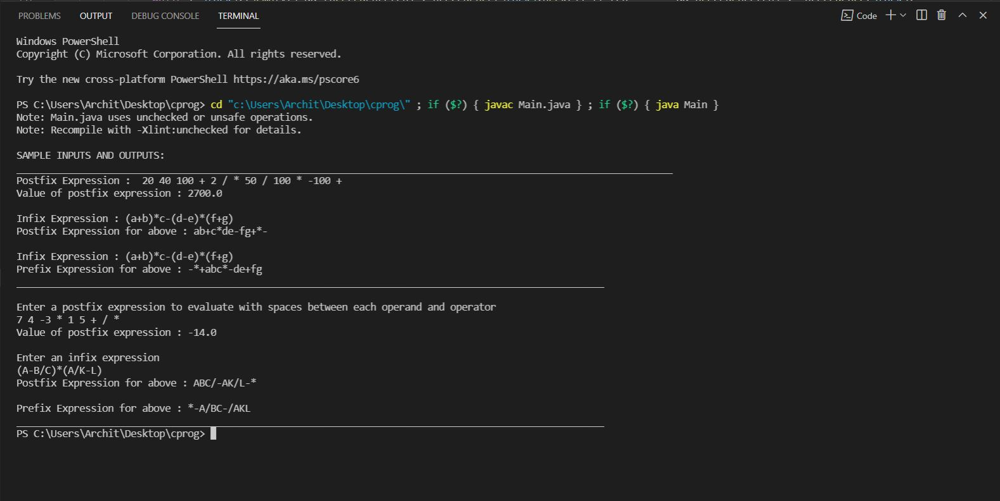 PROBLEMS OUTPUT DEBUG CONSOLE TERMINAL Code
Windows PowerShell
Copyright (C) Microsoft Corporation. All rights reserved.
Try the new cross-platform PowerShell https://aka.ms/pscore6
PS C:\Users\Archit\Desktop\cprog> cd "c:\Users\Archit\Desktop\cprog\" ; if ($?) { javac Main.java } ; if ($?) { java Main }
Note: Main.java uses unchecked or unsafe operations.
Note: Recompile with -Xlint:unchecked for details.
SAMPLE INPUTS AND OUTPUTS:
Postfix Expression :  20 40 100 + 2 / * 50 / 100 * -100 +
Value of postfix expression : 2700.0
Infix Expression : (a+b)*c-(d-e)*(f+g)
Postfix Expression for above : ab+c*de-fg+*-
Infix Expression : (a+b)*c-(d-e)*(f+g)
Prefix Expression for above : -*+abc*-de+fg
Enter a postfix expression to evaluate with spaces between each operand and operator
7 4 -3 * 1 5 + / *
Value of postfix expression : -14.0
Enter an infix expression
(A-B/C)*(A/K-L)
Postfix Expression for above : ABC/-AK/L-*
Prefix Expression for above : *-A/BC-/AKL
PS C:\Users\Archit\Desktop\cprog>